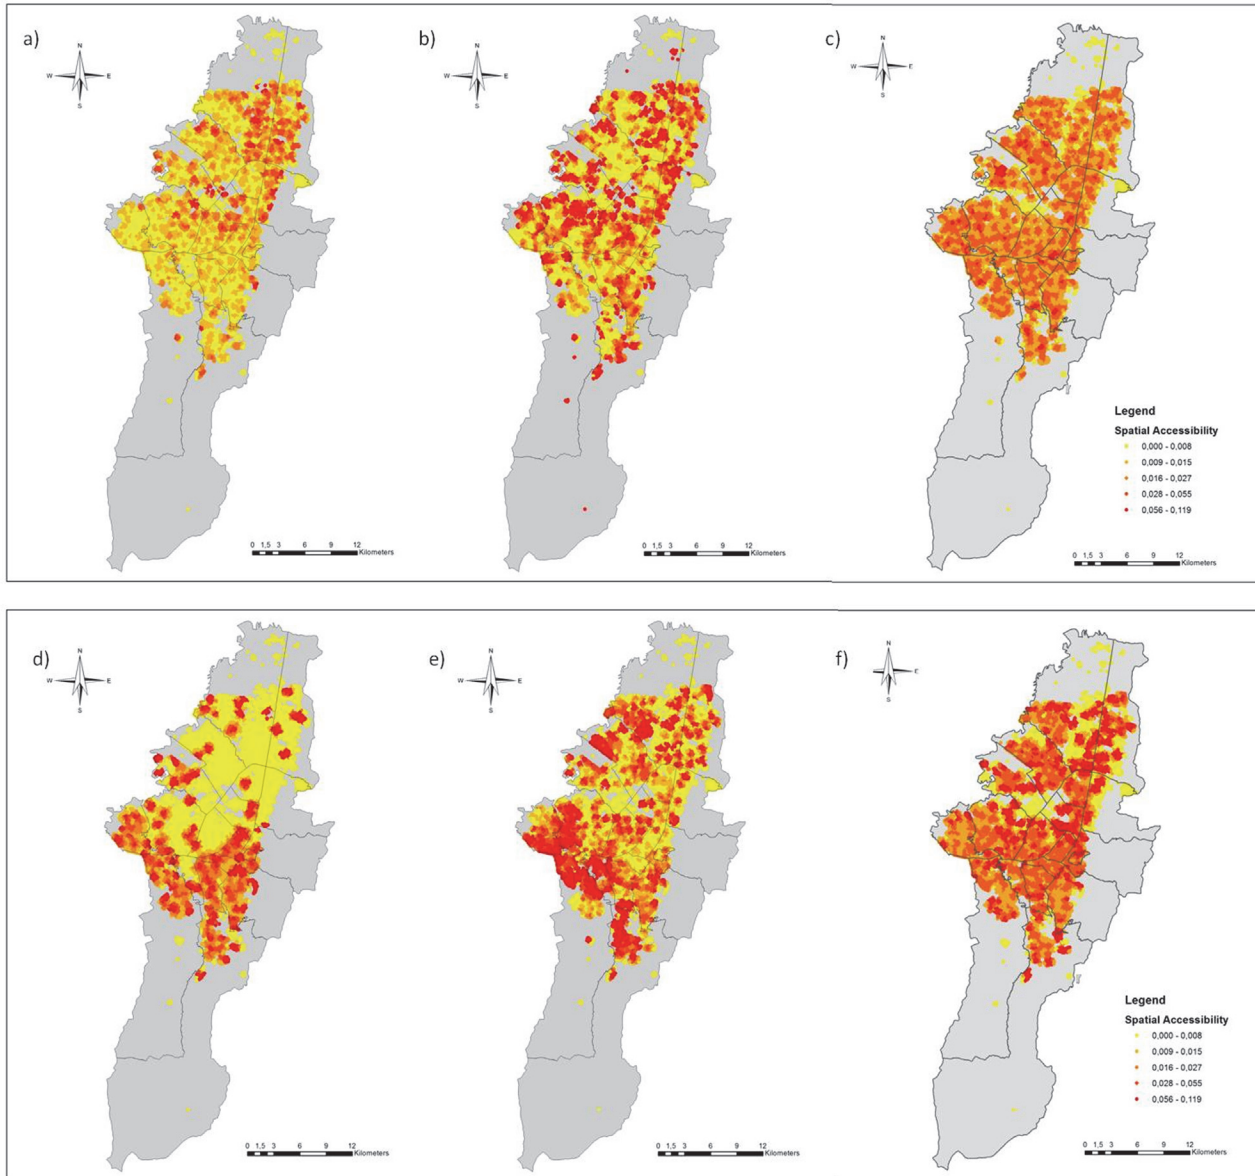 a)
N
W E
S
0 1,5 3 6 9 12
Kilometers
b)
N
W E
S
0 1,5 3 6 9 12
Kilometers
c)
N
W E
S
Legend
Spatial Accessibility
0,000 - 0,008
0,009 - 0,015
0,016 - 0,027
0,028 - 0,055
0,056 - 0,119
0 1,5 3 6 9 12
Kilometers
d)
N
W E
S
0 1,5 3 6 9 12
Kilometers
e)
N
W E
S
0 1,5 3 6 9 12
Kilometers
f)
N
W E
S
Legend
Spatial Accessibility
0,000 - 0,008
0,009 - 0,015
0,016 - 0,027
0,028 - 0,055
0,056 - 0,119
0 1,5 3 6 9 12
Kilometers